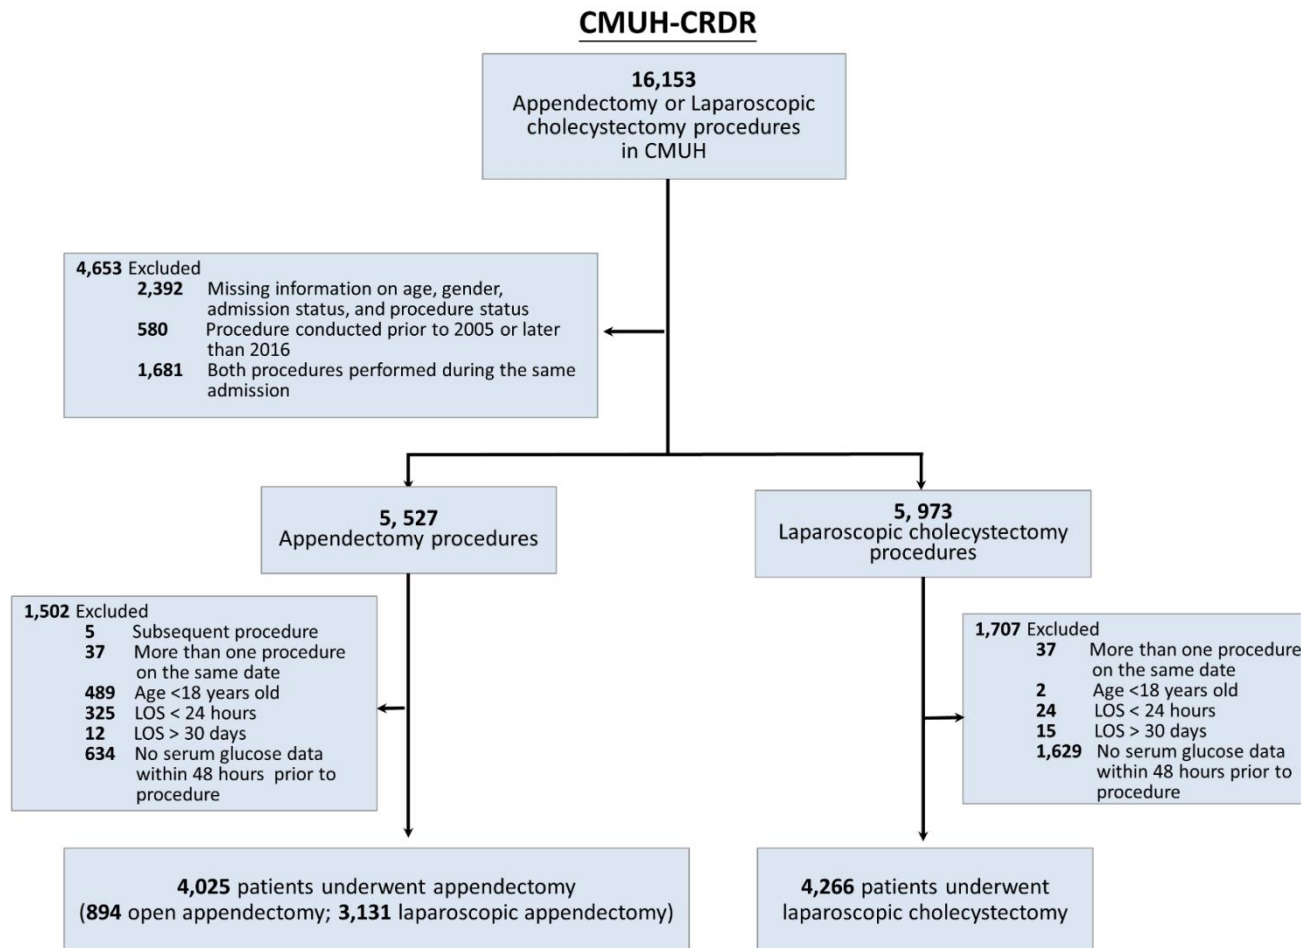 CMUH-CRDR
16,153
Appendectomy or Laparoscopic
cholecystectomy procedures
in CMUH
4,653 Excluded
2,392 Missing information on age, gender,
admission status, and procedure status
580 Procedure conducted prior to 2005 or later
than 2016
1,681 Both procedures performed during the same
admission
5, 527
Appendectomy procedures
5, 973
Laparoscopic cholecystectomy
procedures
1,502 Excluded
5 Subsequent procedure
37 More than one procedure
on the same date
489 Age <18 years old
325 LOS < 24 hours
12 LOS > 30 days
634 No serum glucose data
within 48 hours prior to
procedure
1,707 Excluded
37 More than one procedure
on the same date
2 Age <18 years old
24 LOS < 24 hours
15 LOS > 30 days
1,629 No serum glucose data
within 48 hours prior to
procedure
4,025 patients underwent appendectomy
(894 open appendectomy; 3,131 laparoscopic appendectomy)
4,266 patients underwent
laparoscopic cholecystectomy